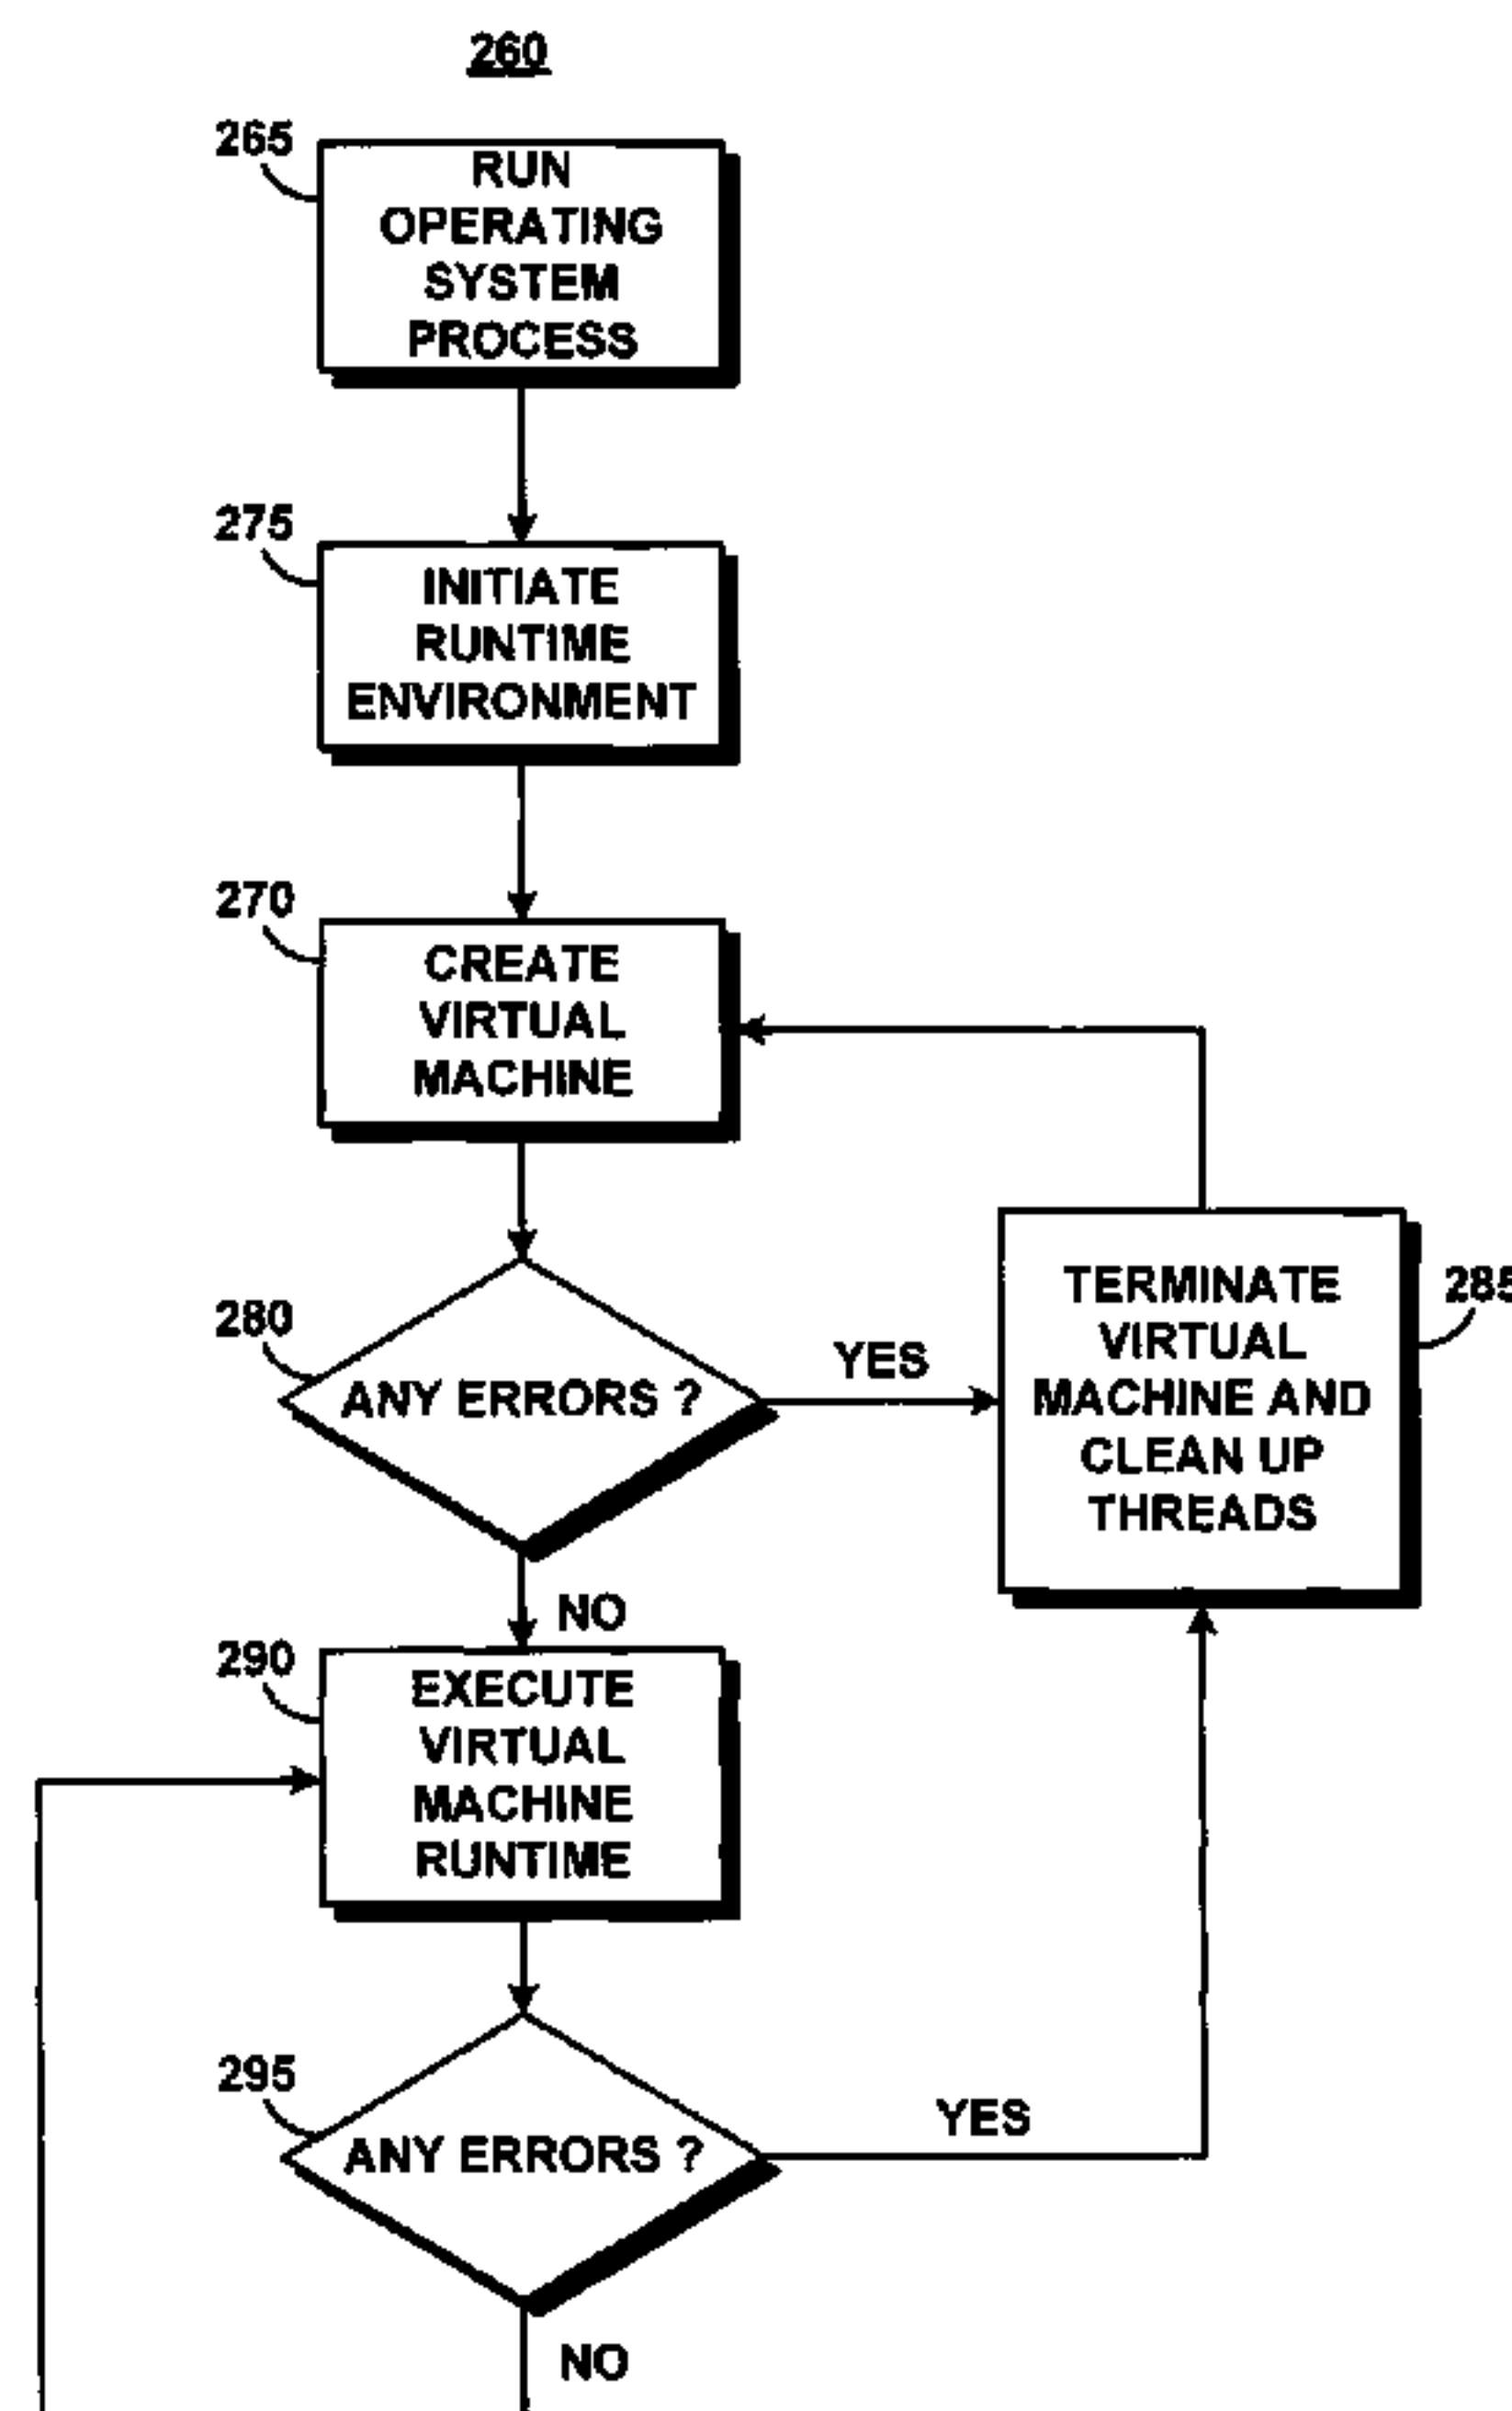 260
265
RUN
OPERATING
SYSTEM
PROCESS
275
INITIATE
RUNTIME
ENVIRONMENT
270
CREATE
VIRTUAL
MACHINE
280
ANY ERRORS ?
YES
TERMINATE
VIRTUAL
MACHINE AND
CLEAN UP
THREADS
285
NO
290
EXECUTE
VIRTUAL
MACHINE
RUNTIME
295
ANY ERRORS ?
YES
NO